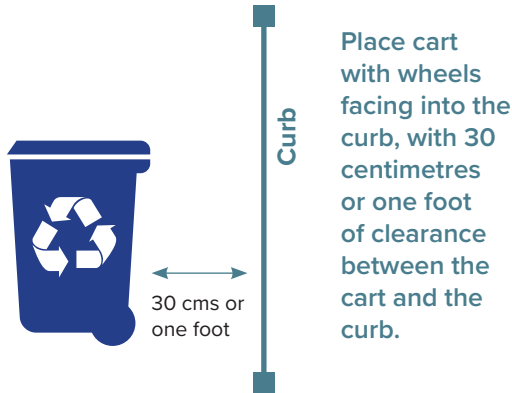 Curb
30 cms or
one foot
Place cart
with wheels
facing into the
curb, with 30
centimetres
or one foot
of clearance
between the
cart and the
curb.